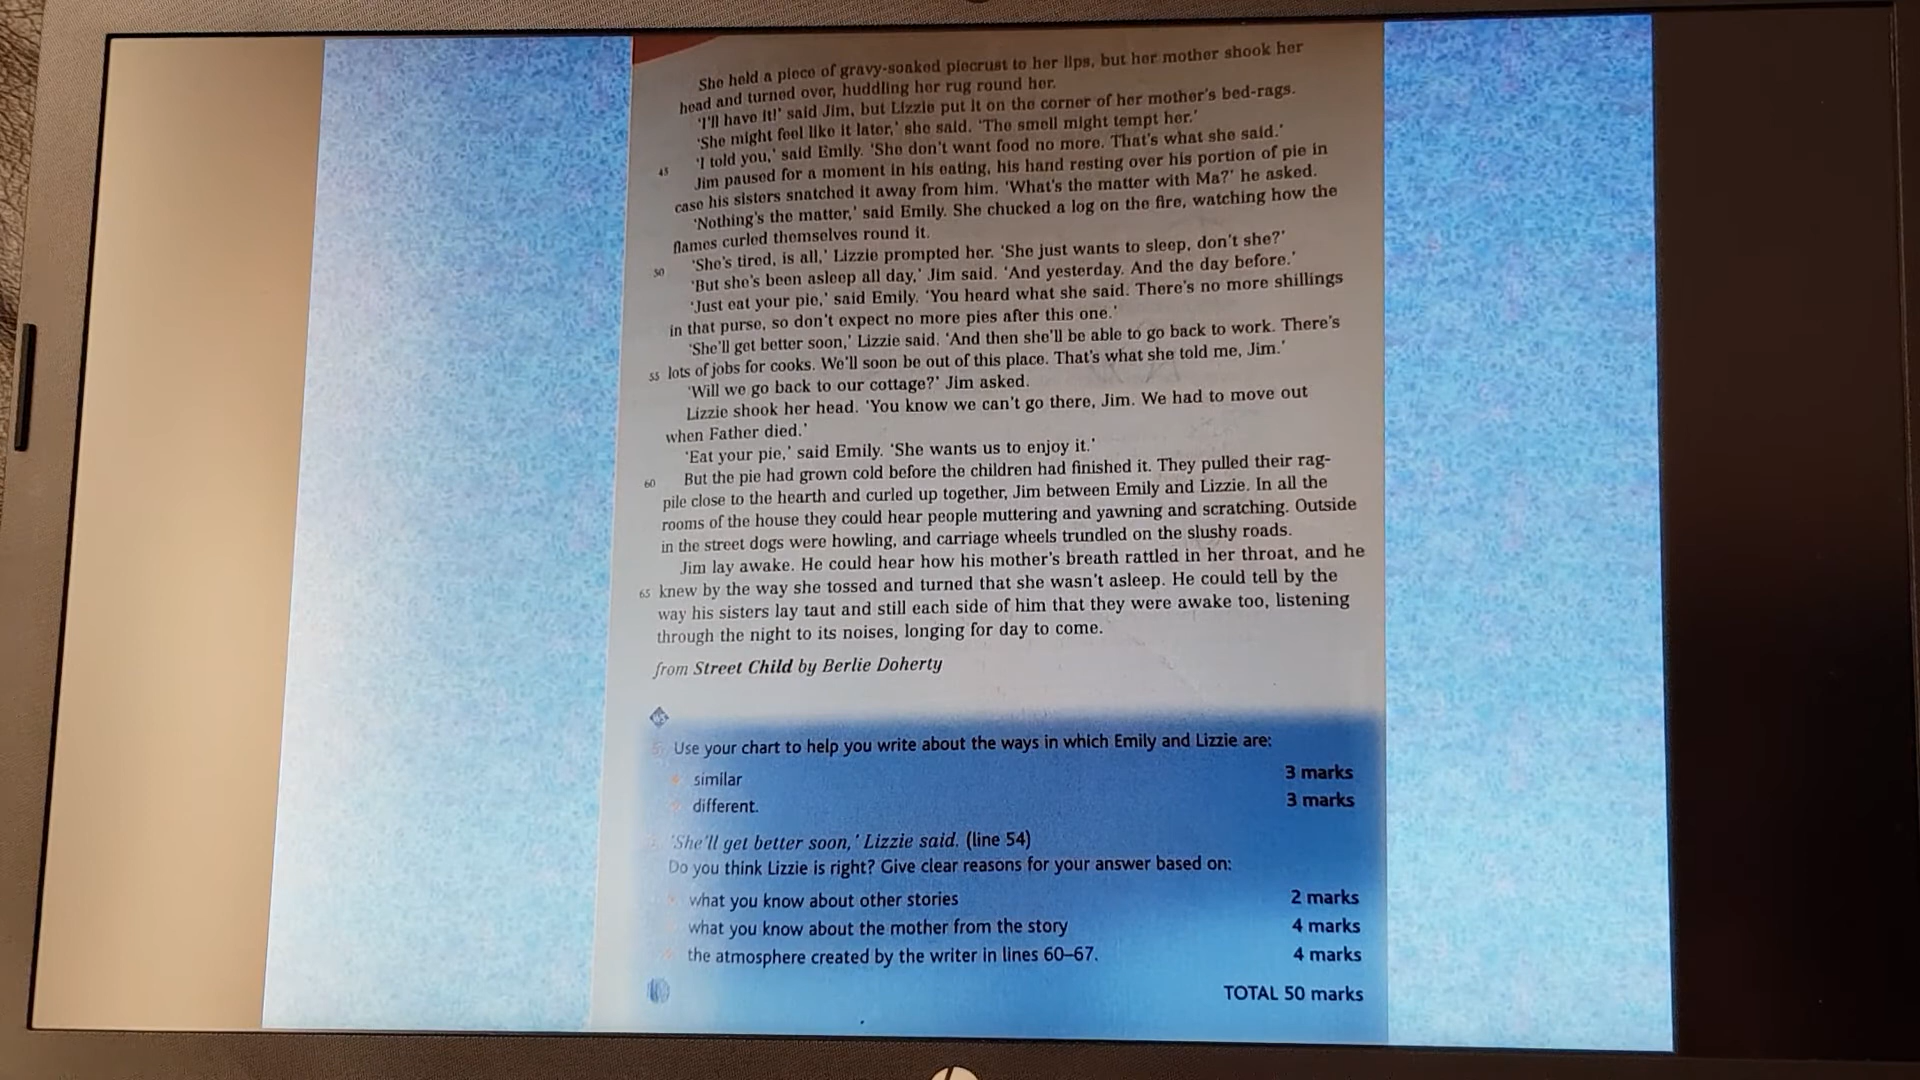 She held a piece of gravy-soaked piecrust to her lips, but her mother shook her
head and turned over, huddling her rug round her.
'I'll have it!' said Jim, but Lizzie put it on the corner of her mother's bed-rags.
'She might feel like it later,' she said. 'The smell might tempt her.'
'I told you,' said Emily. 'She don't want food no more. That's what she said.'
45 Jim paused for a moment in his eating, his hand resting over his portion of pie in
case his sisters snatched it away from him. 'What's the matter with Ma?' he asked.
'Nothing's the matter,' said Emily. She chucked a log on the fire, watching how the
flames curled themselves round it.
'She's tired, is all,' Lizzie prompted her. 'She just wants to sleep, don't she?'
50 'But she's been asleep all day,' Jim said. 'And yesterday. And the day before.'
'Just eat your pie,' said Emily. 'You heard what she said. There's no more shillings
in that purse, so don't expect no more pies after this one.'
'She'll get better soon,' Lizzie said. 'And then she'll be able to go back to work. There's
55 lots of jobs for cooks. We'll soon be out of this place. That's what she told me, Jim.'
'Will we go back to our cottage?' Jim asked.
Lizzie shook her head. 'You know we can't go there, Jim. We had to move out
when Father died.'
'Eat your pie,' said Emily. 'She wants us to enjoy it.'
60 But the pie had grown cold before the children had finished it. They pulled their rag-
pile close to the hearth and curled up together, Jim between Emily and Lizzie. In all the
rooms of the house they could hear people muttering and yawning and scratching. Outside
in the street dogs were howling, and carriage wheels trundled on the slushy roads.
Jim lay awake. He could hear how his mother's breath rattled in her throat, and he
65 knew by the way she tossed and turned that she wasn't asleep. He could tell by the
way his sisters lay taut and still each side of him that they were awake too, listening
through the night to its noises, longing for day to come.
from Street Child by Berlie Doherty
Use your chart to help you write about the ways in which Emily and Lizzie are:
similar 3 marks
different. 3 marks
'She'll get better soon,' Lizzie said. (line 54)
Do you think Lizzie is right? Give clear reasons for your answer based on:
what you know about other stories 2 marks
what you know about the mother from the story 4 marks
the atmosphere created by the writer in lines 60–67. 4 marks
TOTAL 50 marks